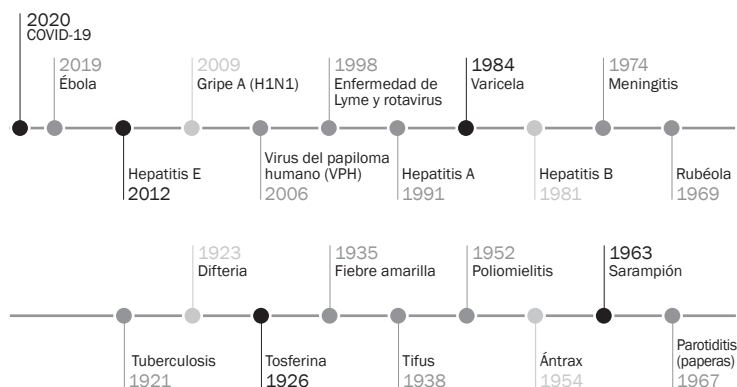 2020
COVID-19
2019
Ébola
2009
Gripe A (H1N1)
1998
Enfermedad de
Lyme y rotavirus
1984
Varicela
1974
Meningitis
Hepatitis E
2012
Virus del papiloma
humano (VPH)
2006
Hepatitis A
1991
Hepatitis B
1981
Rubéola
1969
1923
Difteria
1935
Fiebre amarilla
1952
Poliomielitis
1963
Sarampión
Tuberculosis
1921
Tosferina
1926
Tifus
1938
Ántrax
1954
Parotiditis
(paperas)
1967